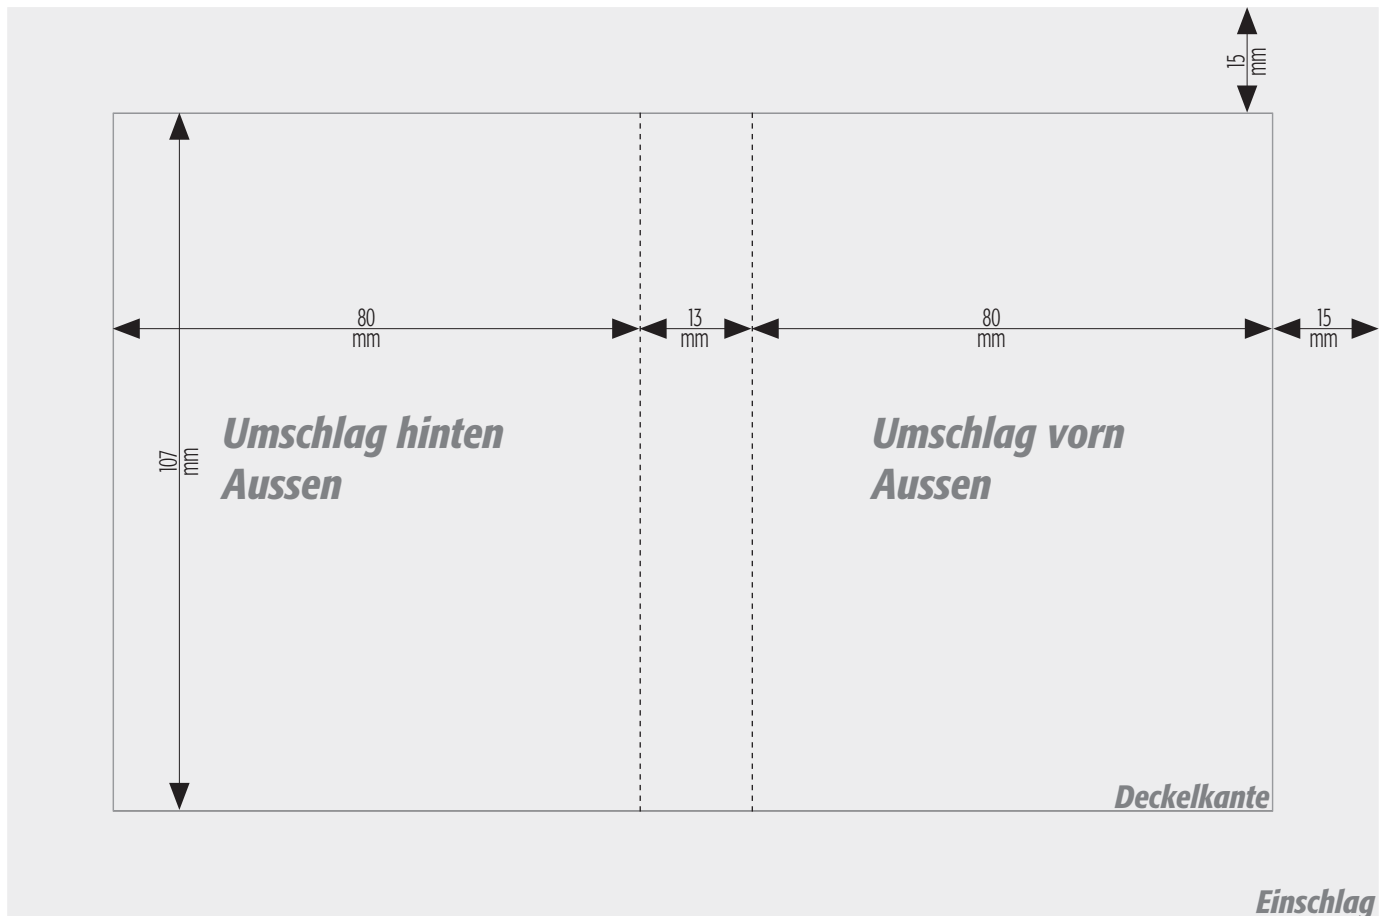 15
mm
80
mm
13
mm
80
mm
15
mm
Umschlag hinten
Aussen
Umschlag vorn
Aussen
107
mm
Deckelkante
Einschlag